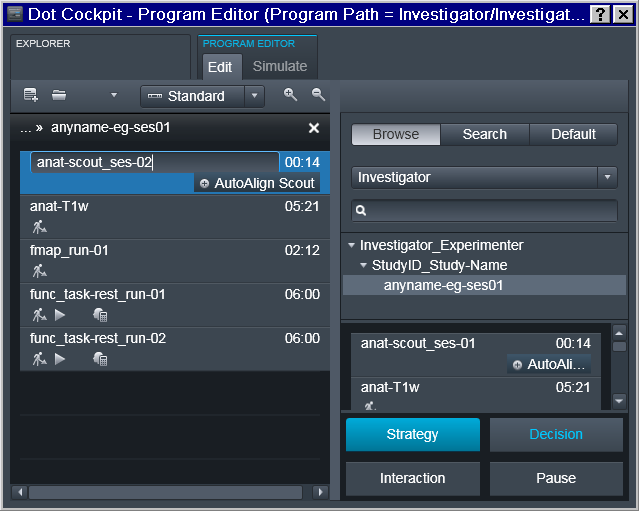 Dot Cockpit - Program Editor (Program Path = Investigator/Investigat...
EXPLORER
PROGRAM EDITOR
Edit
Simulate
Standard
... » anyname-eg-ses01
anat-scout_ses-02 00:14
AutoAlign Scout
anat-T1w 05:21
fmap_run-01 02:12
func_task-rest_run-01 06:00
func_task-rest_run-02 06:00
Browse Search Default
Investigator
Investigator_Experimenter
StudyID_Study-Name
anyname-eg-ses01
anat-scout_ses-01 00:14
AutoAli...
anat-T1w 05:21
Strategy Decision
Interaction Pause